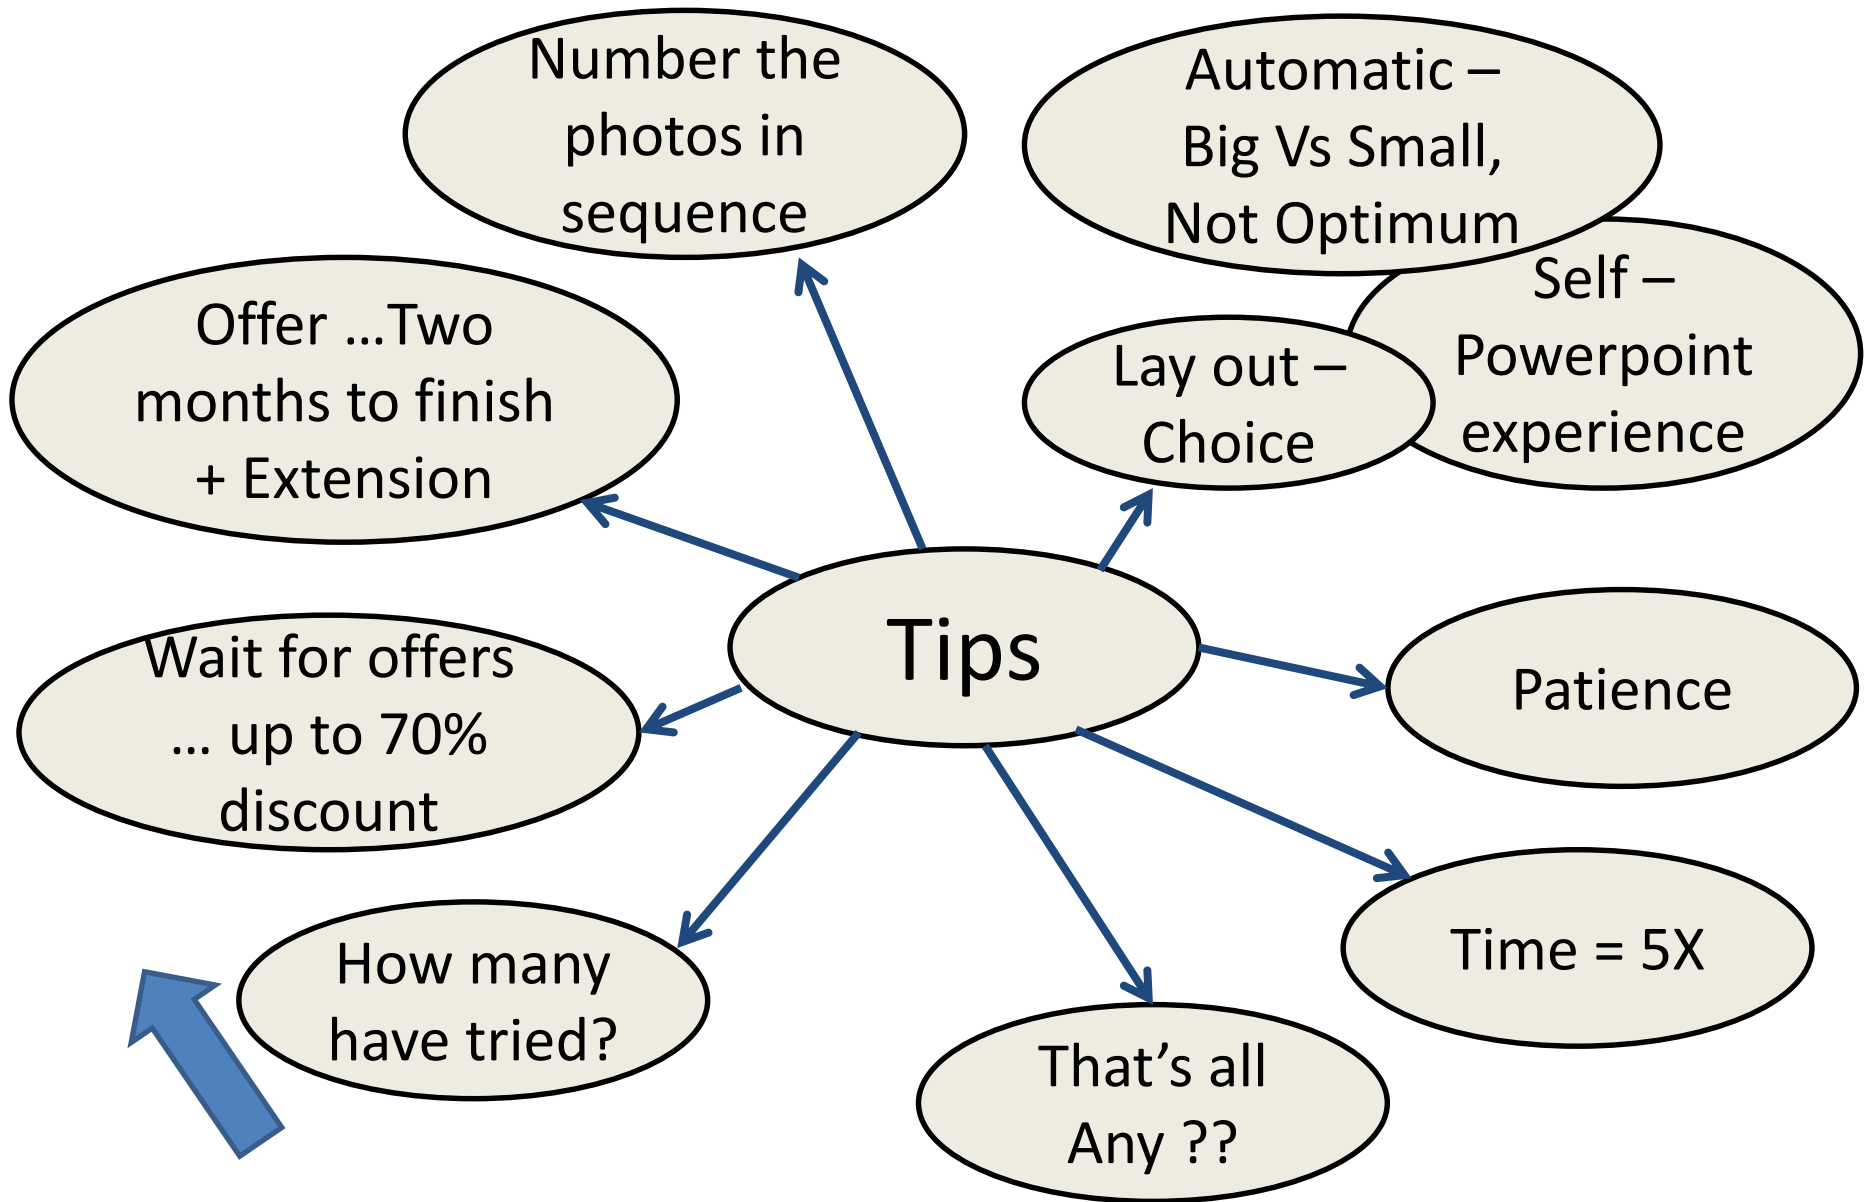 Number the
photos in
sequence
Automatic –
Big Vs Small,
Not Optimum
Self –
Powerpoint
experience
Lay out –
Choice
Offer ...Two
months to finish
+ Extension
Tips
Patience
Wait for offers
... up to 70%
discount
Time = 5X
How many
have tried?
That’s all
Any ??